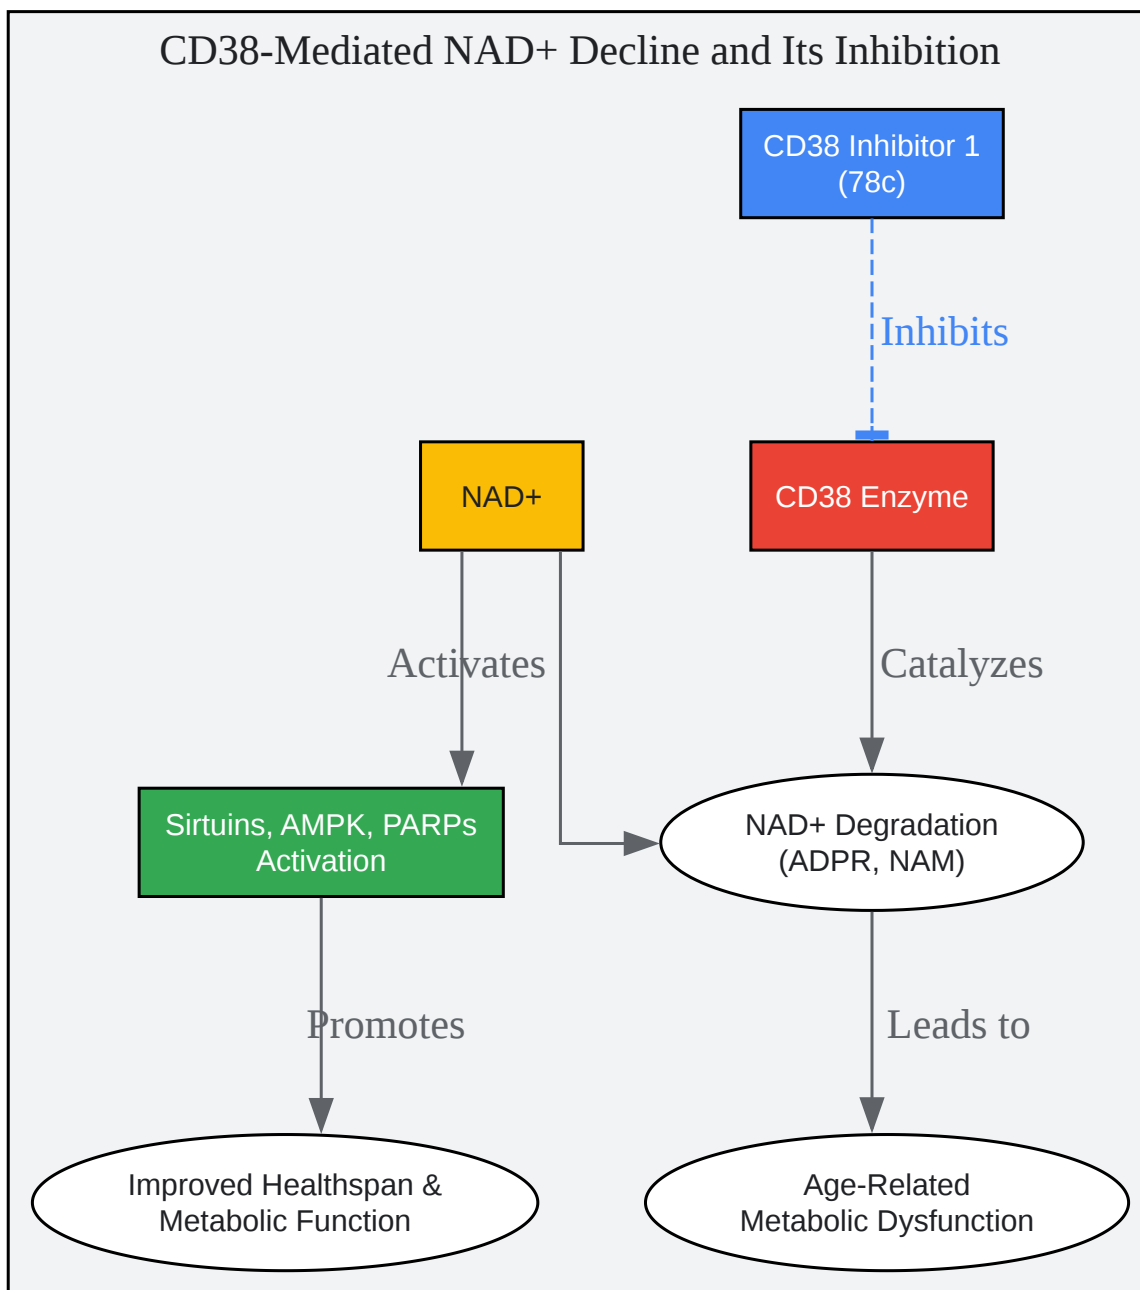 CD38-Mediated NAD+ Decline and Its Inhibition
CD38 Inhibitor 1
(78c)
Inhibits
NAD+
CD38 Enzyme
Activates
Catalyzes
Sirtuins, AMPK, PARPs
Activation
NAD+ Degradation
(ADPR, NAM)
Promotes
Leads to
Improved Healthspan &
Metabolic Function
Age-Related
Metabolic Dysfunction